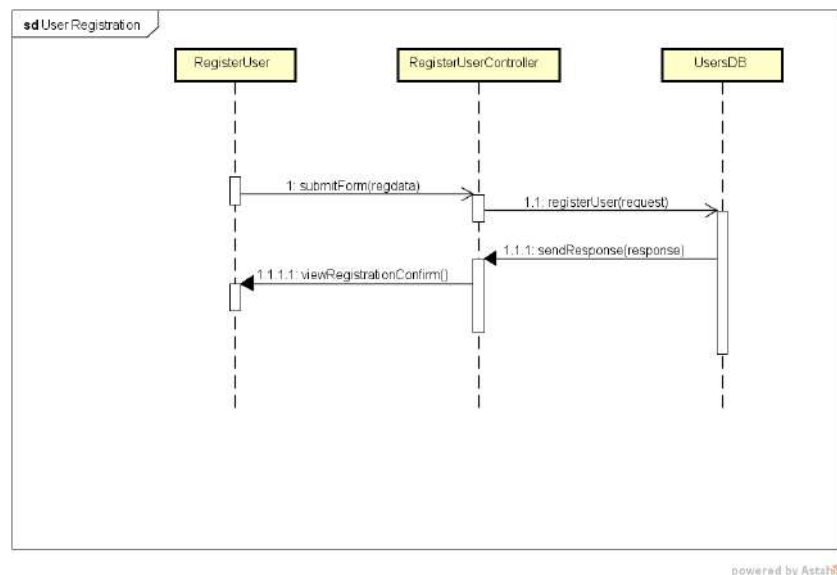 sd User Registration
RegisterUser
RegisterUserController
UsersDB
1: submitForm(regdata)
1.1: registerUser(request)
1.1.1: sendResponse(response)
1.1.1.1: viewRegistrationConfirm()
powered by Astah